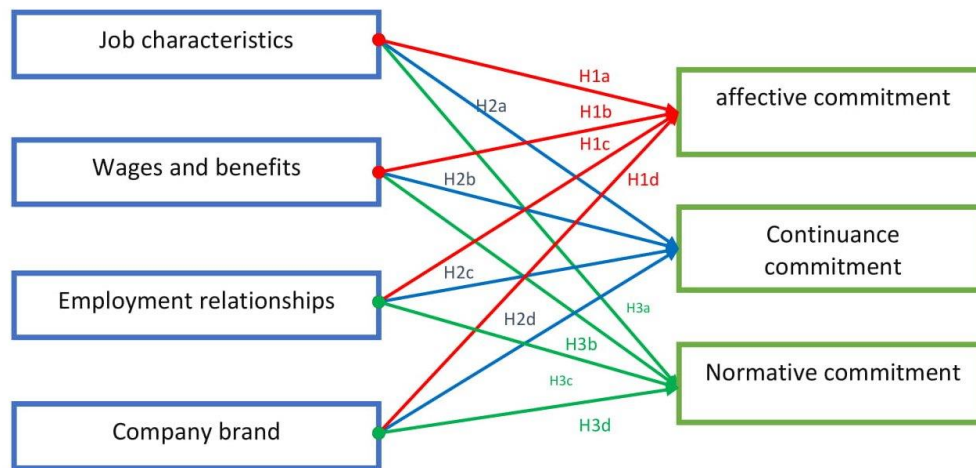 Job characteristics
H1a
affective commitment
H2a
H1b
H1c
Wages and benefits
H2b
H1d
Continuance
commitment
Employment relationships
H2c
H3a
H2d
H3b
Normative commitment
H3c
Company brand
H3d